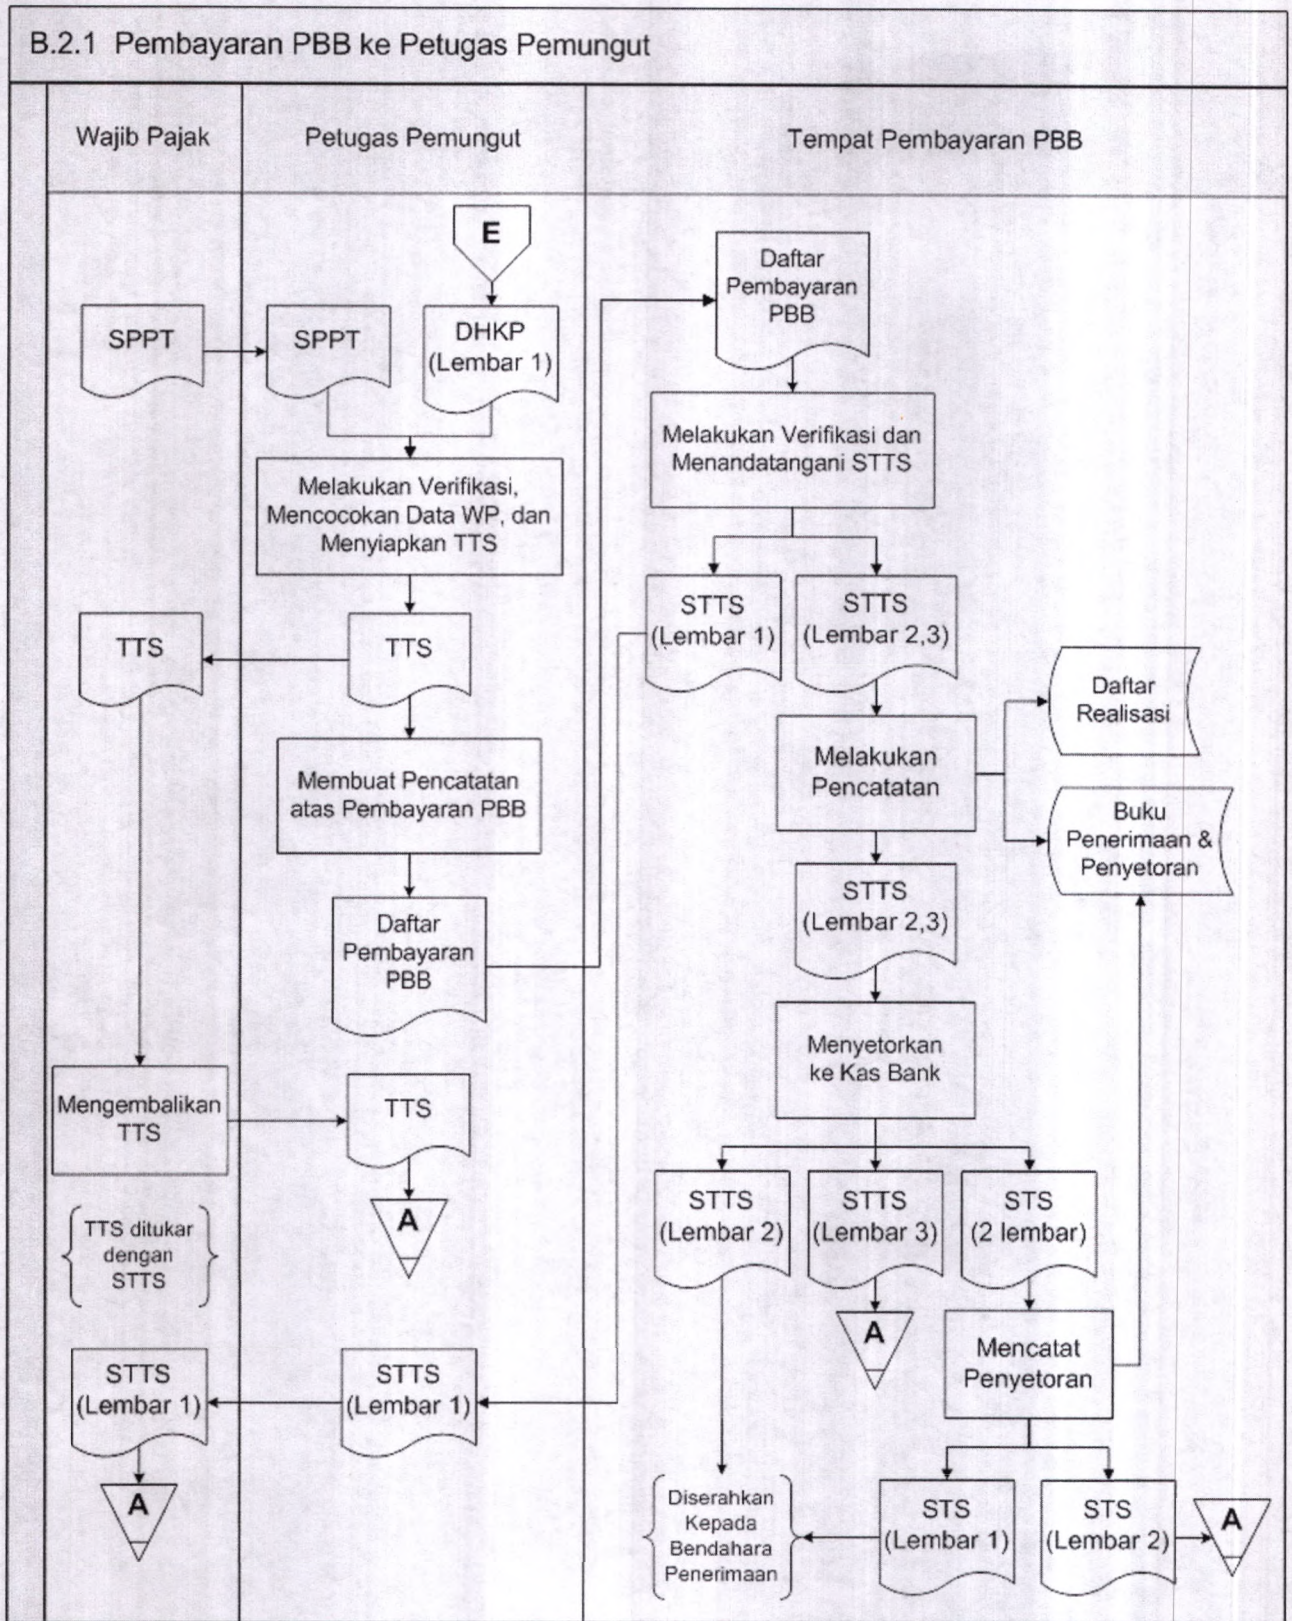 B.2.1 Pembayaran PBB ke Petugas Pemungut
Wajib Pajak
Petugas Pemungut
Tempat Pembayaran PBB
E
SPPT
SPPT
DHKP
(Lembar 1)
Melakukan Verifikasi,
Mencocokan Data WP, dan
Menyiapkan TTS
TTS
TTS
Membuat Pencatatan
atas Pembayaran PBB
Daftar
Pembayaran
PBB
Mengembalikan
TTS
TTS
A
TTS ditukar
dengan
STTS
STTS
(Lembar 1)
STTS
(Lembar 1)
A
Daftar
Pembayaran
PBB
Melakukan Verifikasi dan
Menandatangani STTS
STTS
(Lembar 1)
STTS
(Lembar 2,3)
Melakukan
Pencatatan
Daftar
Realisasi
Buku
Penerimaan &
Penyetoran
STTS
(Lembar 2,3)
Menyetorkan
ke Kas Bank
STTS
(Lembar 2)
STTS
(Lembar 3)
STS
(2 lembar)
A
Mencatat
Penyetoran
Diserahkan
Kepada
Bendahara
Penerimaan
STS
(Lembar 1)
STS
(Lembar 2)
A